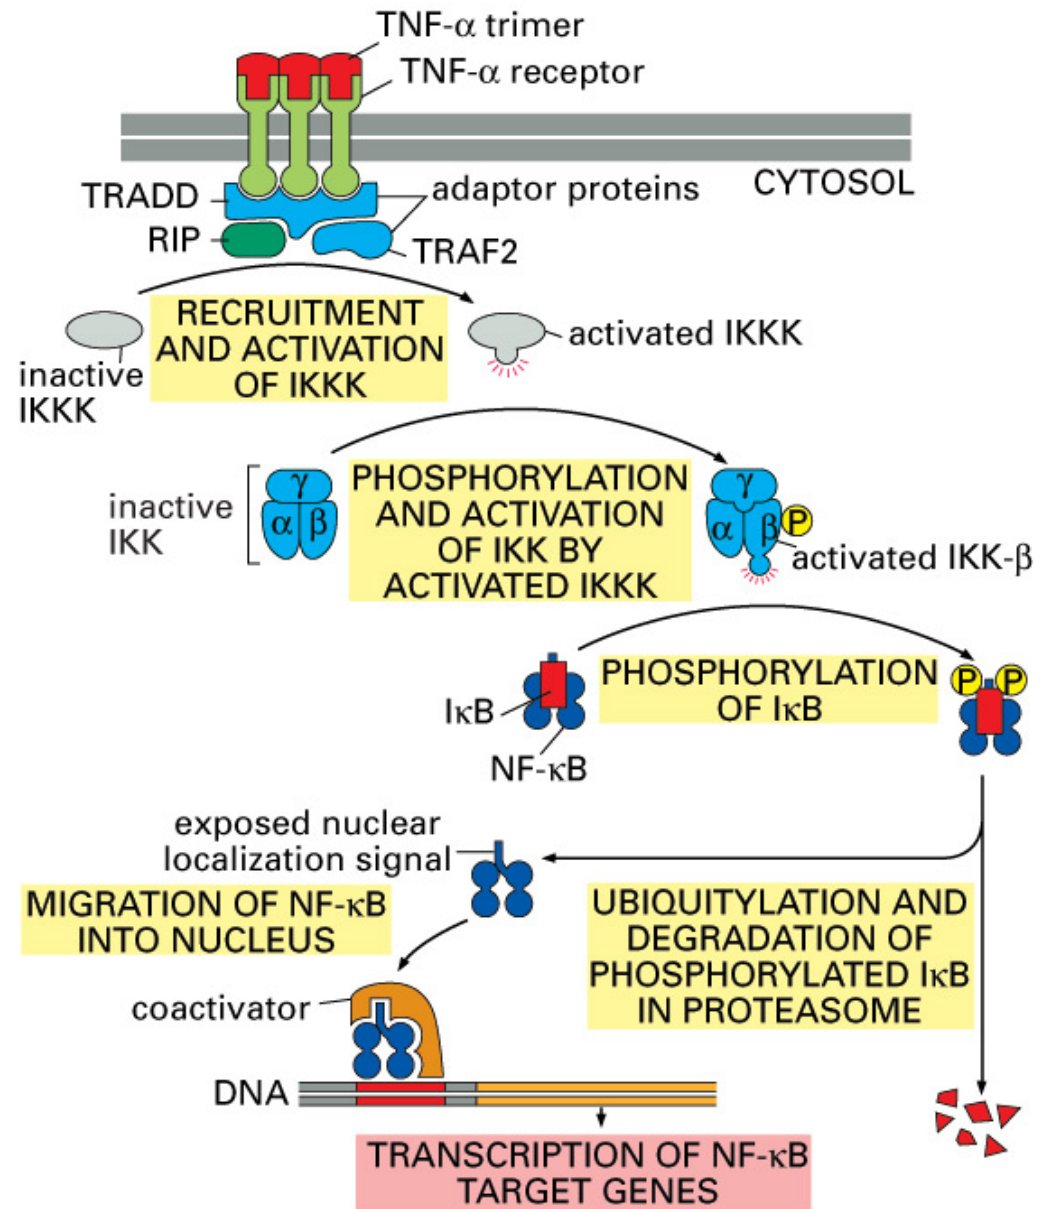 TNF-α trimer
TNF-α receptor
CYTOSOL
TRADD
adaptor proteins
RIP
TRAF2
RECRUITMENT
AND ACTIVATION
OF IKKK
inactive
IKKK
activated IKKK
inactive
IKK
γ
α β
PHOSPHORYLATION
AND ACTIVATION
OF IKK BY
ACTIVATED IKKK
γ
α β P
activated IKK-β
PHOSPHORYLATION
OF IκB
P P
IκB
NF-κB
exposed nuclear
localization signal
MIGRATION OF NF-κB
INTO NUCLEUS
UBIQUITYLATION AND
DEGRADATION OF
PHOSPHORYLATED IκB
IN PROTEASOME
coactivator
DNA
TRANSCRIPTION OF NF-κB
TARGET GENES